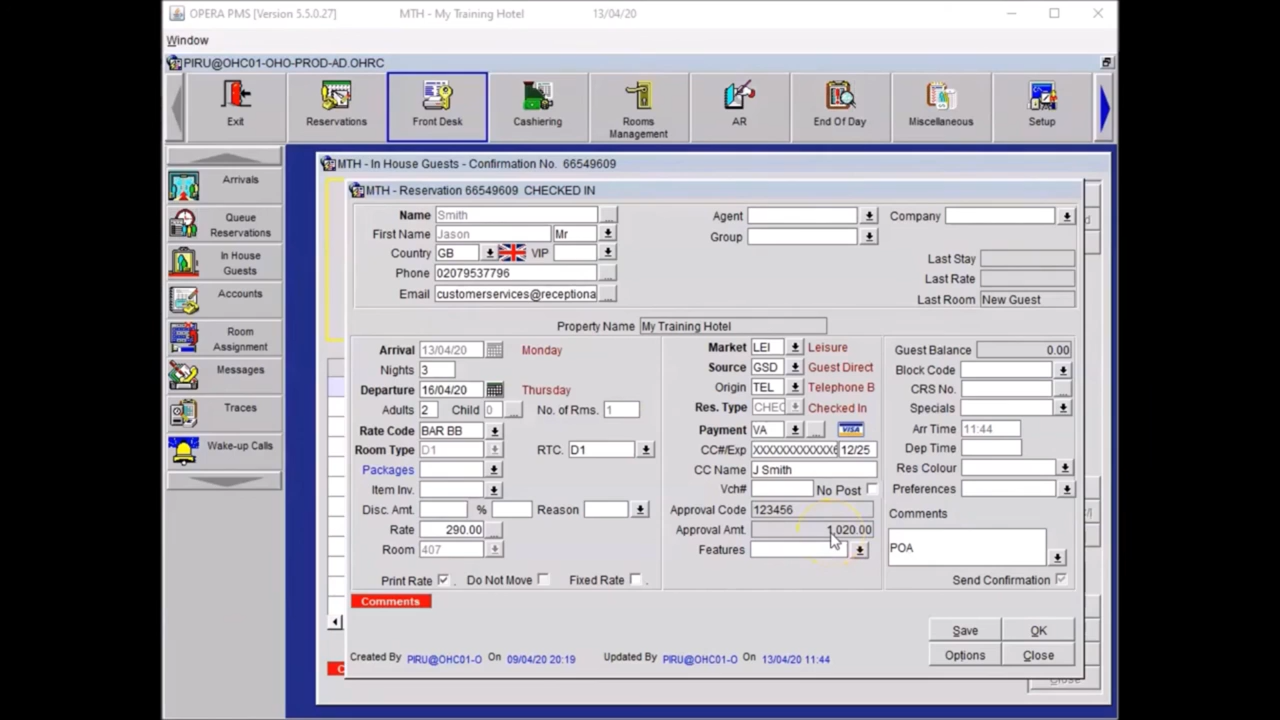 OPERA PMS [Version 5.5.0.27] MTH - My Training Hotel 13/04/20
Window
PIRU@OHC01-OHO-PROD-AD.OHRC
Exit Reservations Front Desk Cashiering Rooms Management AR End Of Day Miscellaneous Setup
MTH - In House Guests - Confirmation No. 66549609
MTH - Reservation 66549609 CHECKED IN
Arrivals
Queue Reservations
In House Guests
Accounts
Room Assignment
Messages
Traces
Wake-up Calls
Name Smith ... Agent Company
First Name Jason Mr Group
Country GB VIP
Phone 02079537796 ...
Email customerservices@receptiona ...
Last Stay
Last Rate
Last Room New Guest
Property Name My Training Hotel
Arrival 13/04/20 Monday
Nights 3
Departure 16/04/20 Thursday
Adults 2 Child 0 ... No. of Rms. 1
Rate Code BAR BB
Room Type D1 RTC. D1
Packages
Item Inv.
Disc. Amt. % Reason
Rate 290.00 ...
Room 407
Print Rate . Do Not Move Fixed Rate .
Market LEI Leisure
Source GSD Guest Direct
Origin TEL Telephone B
Res. Type CHEC Checked In
Payment VA ... VISA
CC#/Exp XXXXXXXXXXXX6 12/25
CC Name J Smith
Vch# No Post
Approval Code 123456
Approval Amt. 1,020.00
Features
Guest Balance 0.00
Block Code
CRS No. ...
Specials
Arr Time 11:44
Dep Time
Res Colour
Preferences
Comments
POA
Send Confirmation
Comments
Save OK
Options Close
Created By PIRU@OHC01-O On 09/04/20 20:19 Updated By PIRU@OHC01-O On 13/04/20 11:44